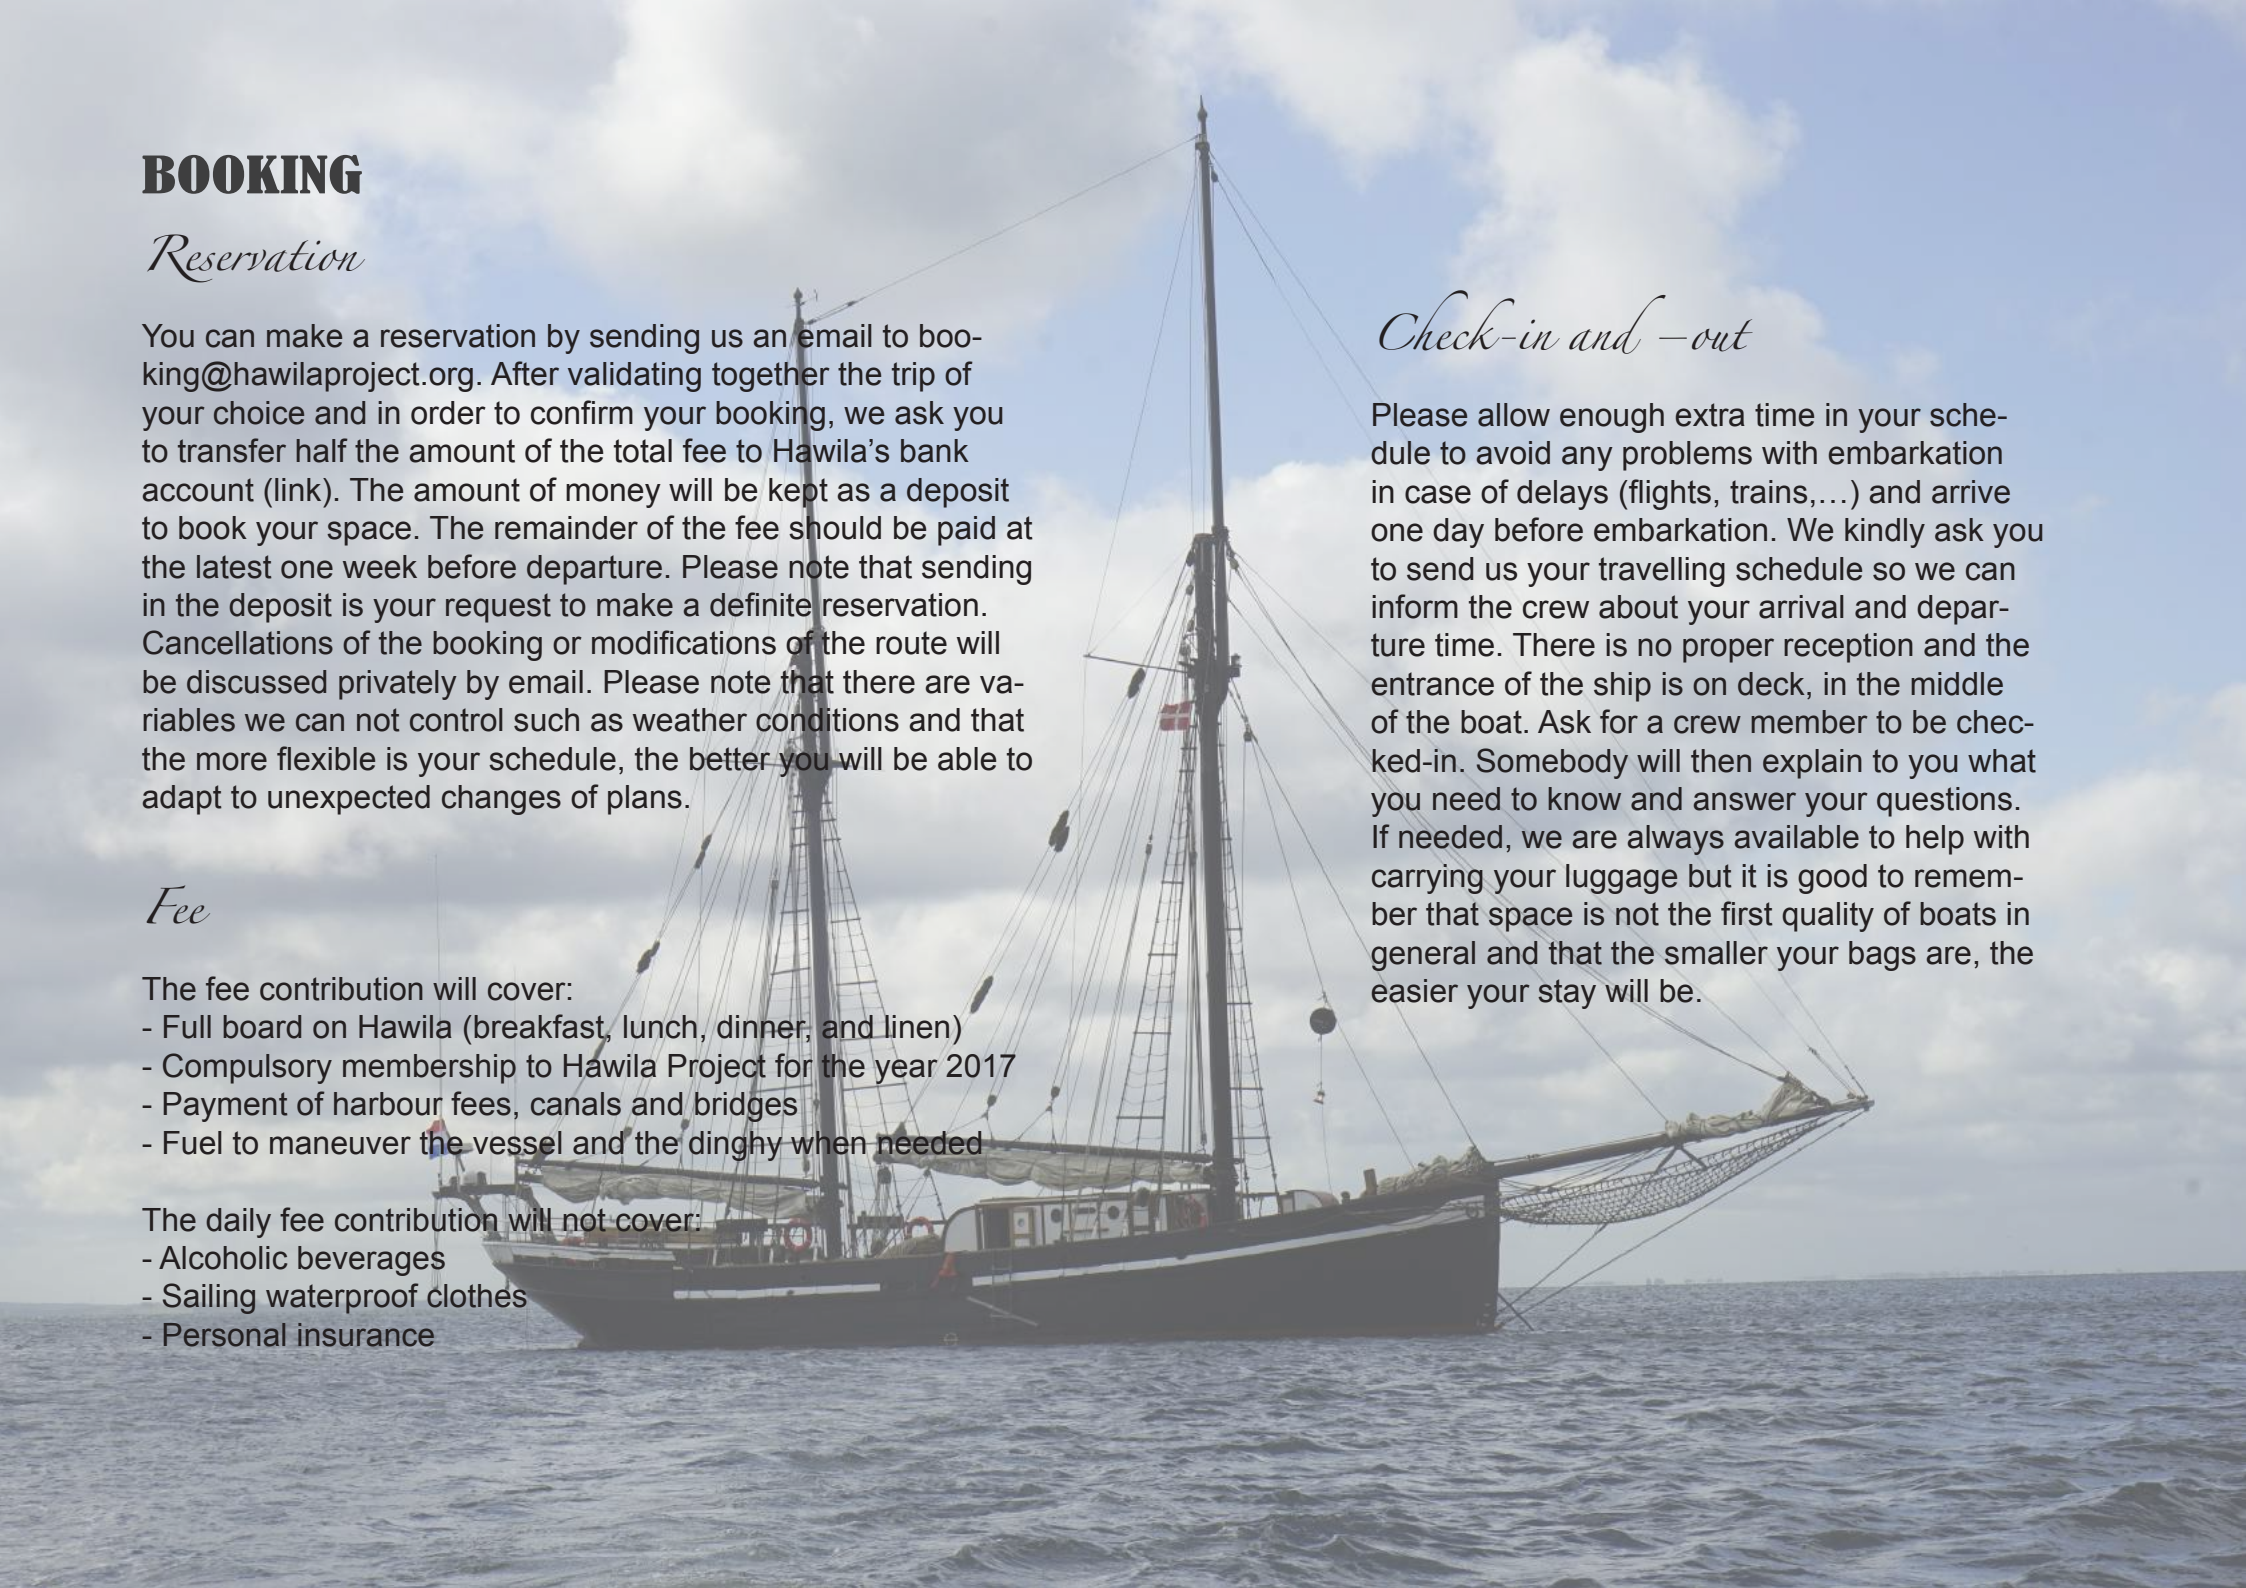 BOOKING
Reservation
You can make a reservation by sending us an email to boo-
king@hawilaproject.org. After validating together the trip of
your choice and in order to confirm your booking, we ask you
to transfer half the amount of the total fee to Hawila’s bank
account (link). The amount of money will be kept as a deposit
to book your space. The remainder of the fee should be paid at
the latest one week before departure. Please note that sending
in the deposit is your request to make a definite reservation.
Cancellations of the booking or modifications of the route will
be discussed privately by email. Please note that there are va-
riables we can not control such as weather conditions and that
the more flexible is your schedule, the better you will be able to
adapt to unexpected changes of plans.
Fee
The fee contribution will cover:
- Full board on Hawila (breakfast, lunch, dinner, and linen)
- Compulsory membership to Hawila Project for the year 2017
- Payment of harbour fees, canals and bridges
- Fuel to maneuver the vessel and the dinghy when needed
The daily fee contribution will not cover:
- Alcoholic beverages
- Sailing waterproof clothes
- Personal insurance
Check-in and –out
Please allow enough extra time in your sche-
dule to avoid any problems with embarkation
in case of delays (flights, trains,…) and arrive
one day before embarkation. We kindly ask you
to send us your travelling schedule so we can
inform the crew about your arrival and depar-
ture time. There is no proper reception and the
entrance of the ship is on deck, in the middle
of the boat. Ask for a crew member to be chec-
ked-in. Somebody will then explain to you what
you need to know and answer your questions.
If needed, we are always available to help with
carrying your luggage but it is good to remem-
ber that space is not the first quality of boats in
general and that the smaller your bags are, the
easier your stay will be.